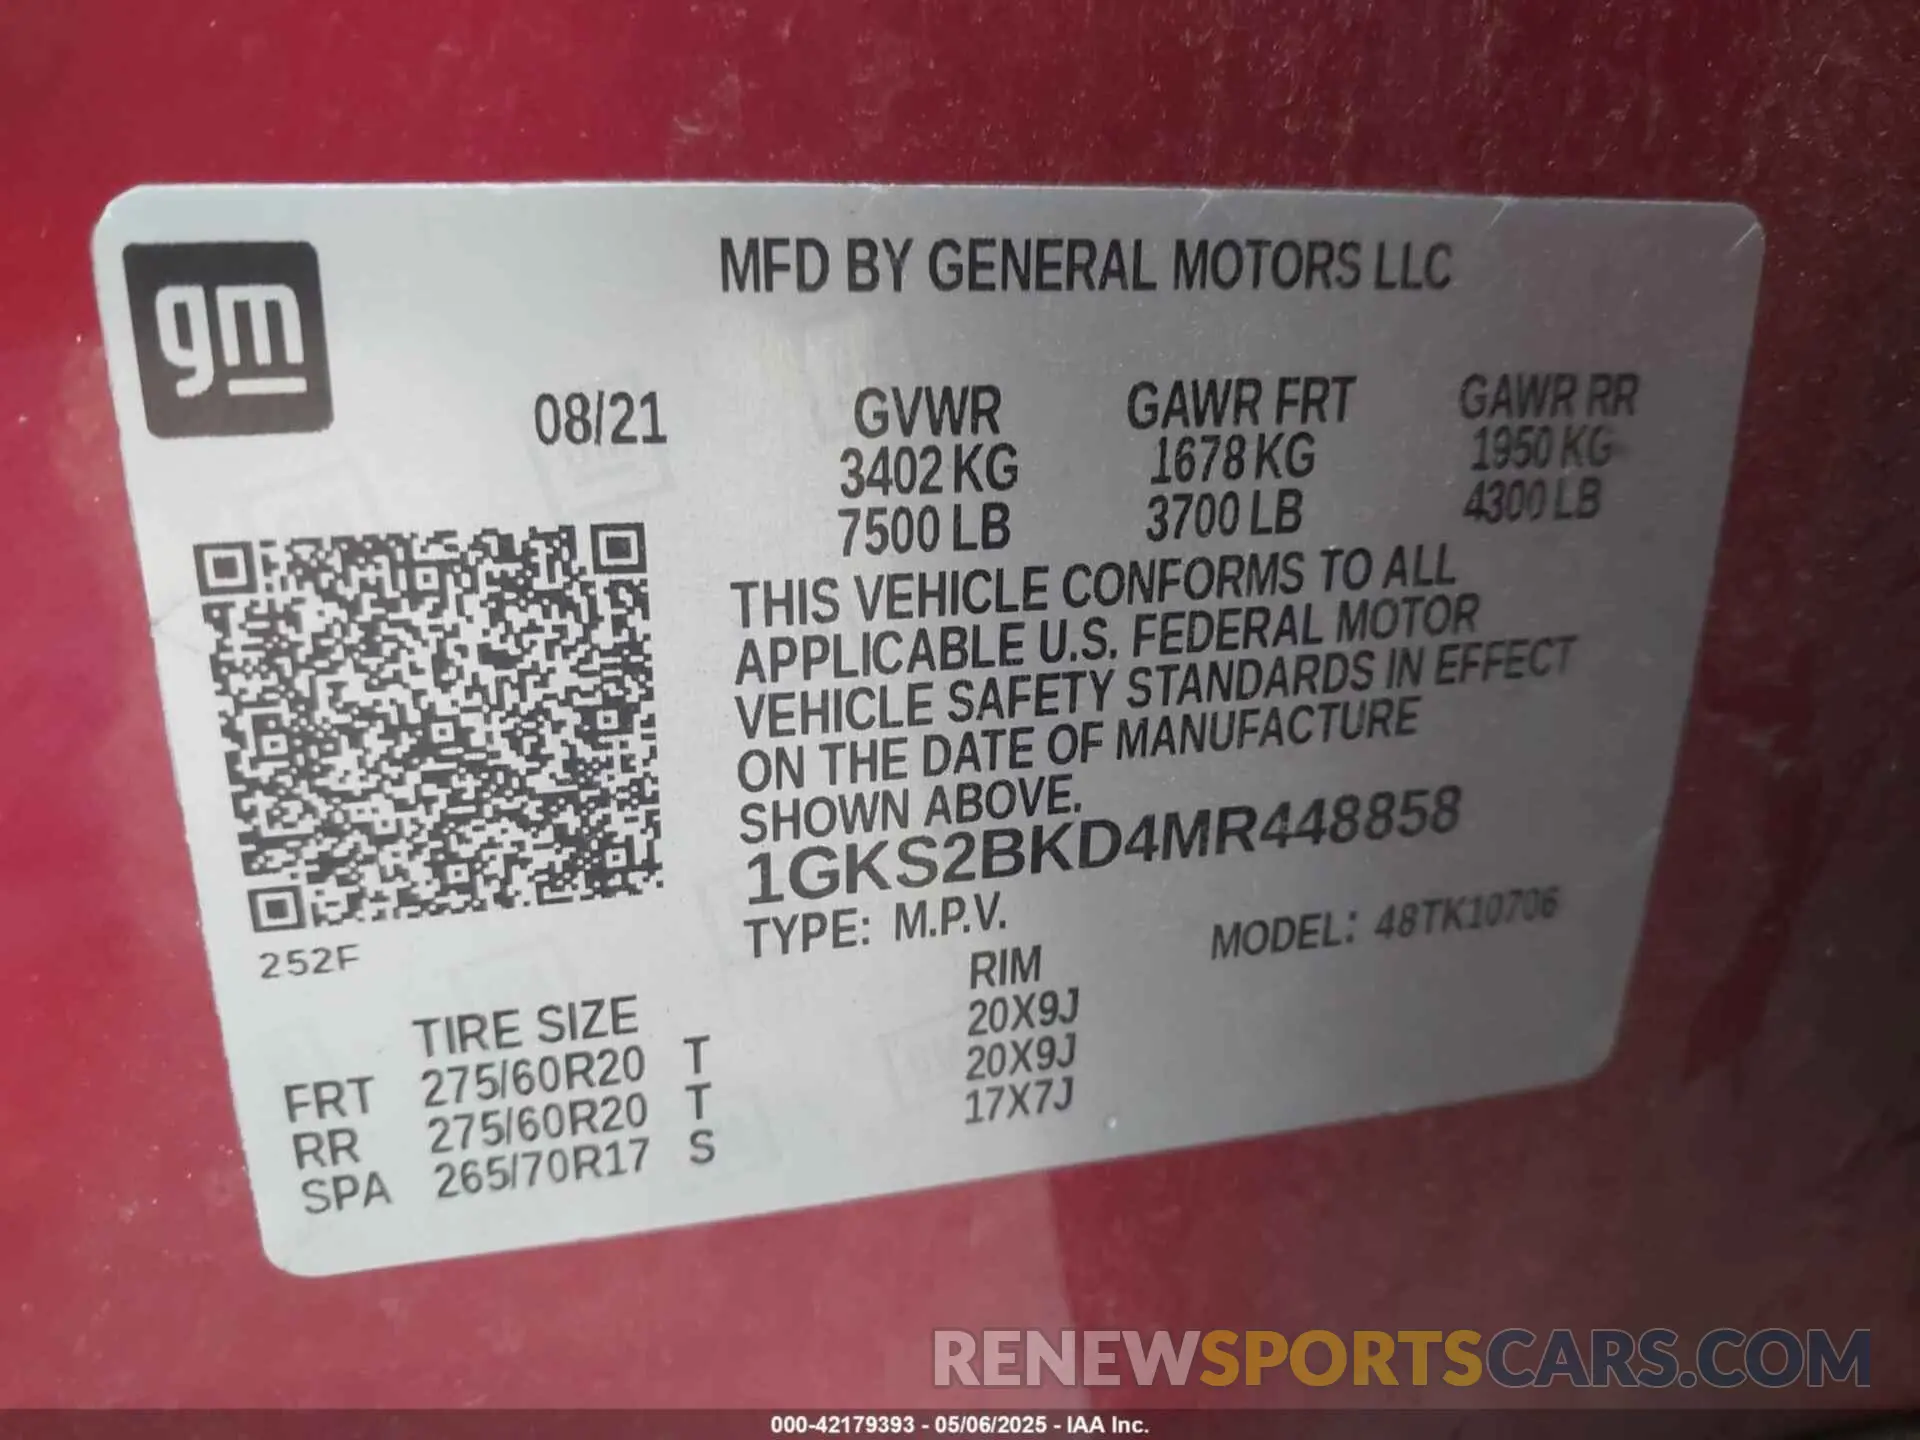 gm
MFD BY GENERAL MOTORS LLC
08/21 GVWR GAWR FRT GAWR RR
3402 KG 1678 KG 1950 KG
7500 LB 3700 LB 4300 LB
THIS VEHICLE CONFORMS TO ALL
APPLICABLE U.S. FEDERAL MOTOR
VEHICLE SAFETY STANDARDS IN EFFECT
ON THE DATE OF MANUFACTURE
SHOWN ABOVE.
1GKS2BKD4MR448858
TYPE: M.P.V. MODEL: 48TK10706
252F
TIRE SIZE RIM
FRT 275/60R20 T 20X9J
RR 275/60R20 T 20X9J
SPA 265/70R17 S 17X7J
RENEWSPORTSCARS.COM
000-42179393 - 05/06/2025 - IAA Inc.